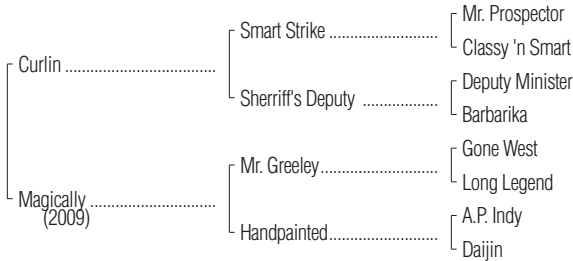 Mr. Prospector
Smart Strike ........................
Classy 'n Smart
Curlin .................................
Deputy Minister
Sherriff's Deputy ................
Barbarika
Gone West
Mr. Greeley..........................
Long Legend
Magically ............................
(2009)
A.P. Indy
Handpainted........................
Daijin